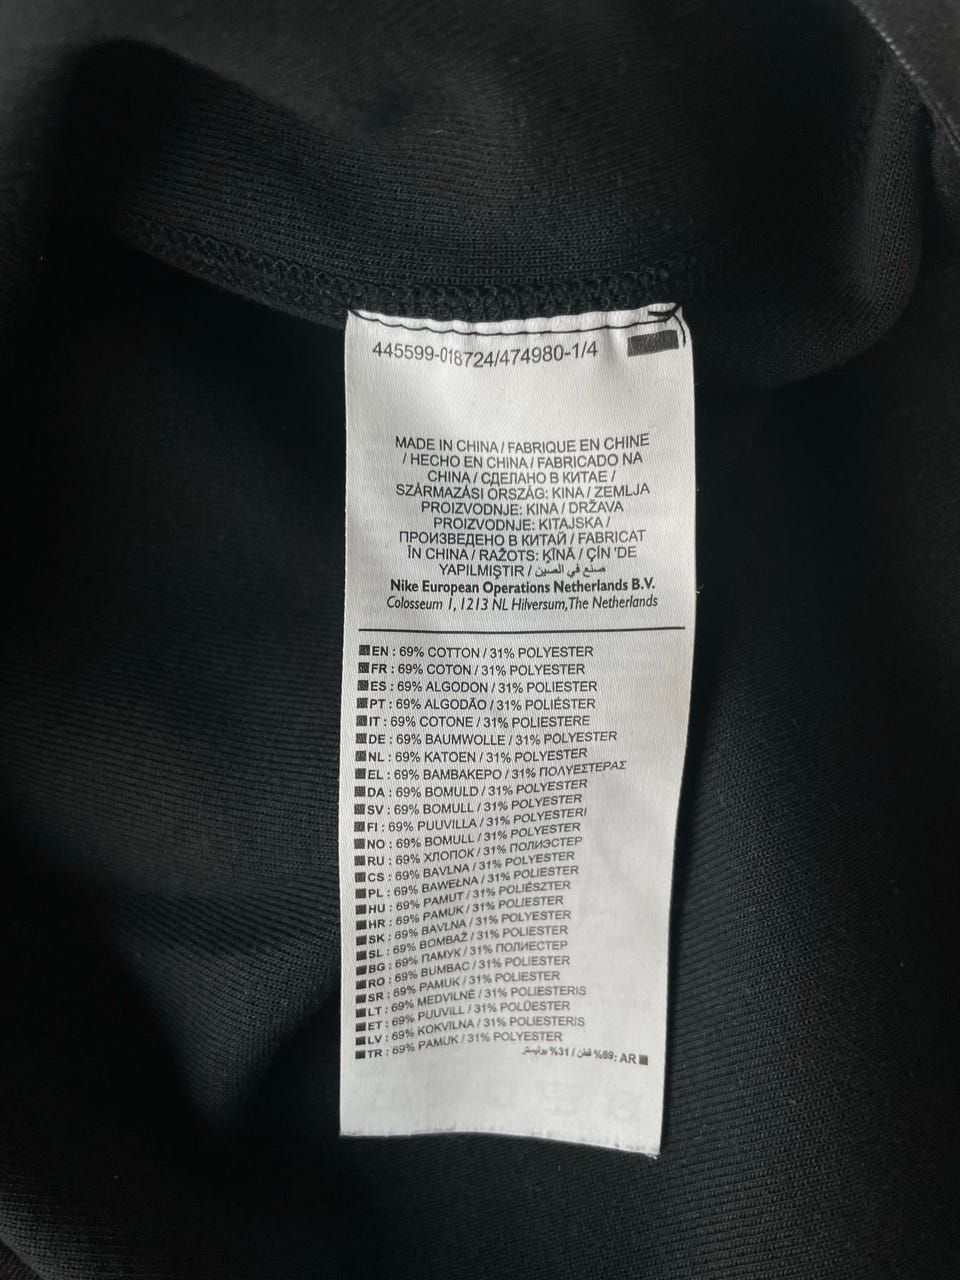 445599-018724/474980-1/4
MADE IN CHINA / FABRIQUE EN CHINE
/ HECHO EN CHINA / FABRICADO NA
CHINA / СДЕЛАНО В КИТАЕ /
SZÁRMAZÁSI ORSZÁG: KINA / ZEMLJA
PROIZVODNJE: KINA / DRŽAVA
PROIZVODNJE: KITAJSKA /
ПРОИЗВЕДЕНО В КИТАЙ / FABRICAT
ÎN CHINA / RAŽOTS: ĶĪNĀ / ÇİN 'DE
YAPILMIŞTIR / صنع في الصين
Nike European Operations Netherlands B.V.
Colosseum 1, 1213 NL Hilversum, The Netherlands
EN : 69% COTTON / 31% POLYESTER
FR : 69% COTON / 31% POLYESTER
ES : 69% ALGODON / 31% POLIESTER
PT : 69% ALGODÃO / 31% POLIÉSTER
IT : 69% COTONE / 31% POLIESTERE
DE : 69% BAUMWOLLE / 31% POLYESTER
NL : 69% KATOEN / 31% POLYESTER
EL : 69% ΒΑΜΒΑΚΕΡΟ / 31% ΠΟΛΥΕΣΤΕΡΑΣ
DA : 69% BOMULD / 31% POLYESTER
SV : 69% BOMULL / 31% POLYESTER
FI : 69% PUUVILLA / 31% POLYESTERI
NO : 69% BOMULL / 31% POLYESTER
RU : 69% ХЛОПОК / 31% ПОЛИЭСТЕР
CS : 69% BAVLNA / 31% POLYESTER
PL : 69% BAWEŁNA / 31% POLIESTER
HU : 69% PAMUT / 31% POLIÉSZTER
HR : 69% PAMUK / 31% POLIESTER
SK : 69% BAVLNA / 31% POLYESTER
SL : 69% BOMBAŽ / 31% POLIESTER
BG : 69% ПАМУК / 31% ПОЛИЕСТЕР
RO : 69% BUMBAC / 31% POLIESTER
SR : 69% PAMUK / 31% POLIESTER
LT : 69% MEDVILNĖ / 31% POLIESTERIS
ET : 69% PUUVILL / 31% POLÜESTER
LV : 69% KOKVILNA / 31% POLIESTERIS
TR : 69% PAMUK / 31% POLYESTER
AR :69% قطن / 31% بوليستر